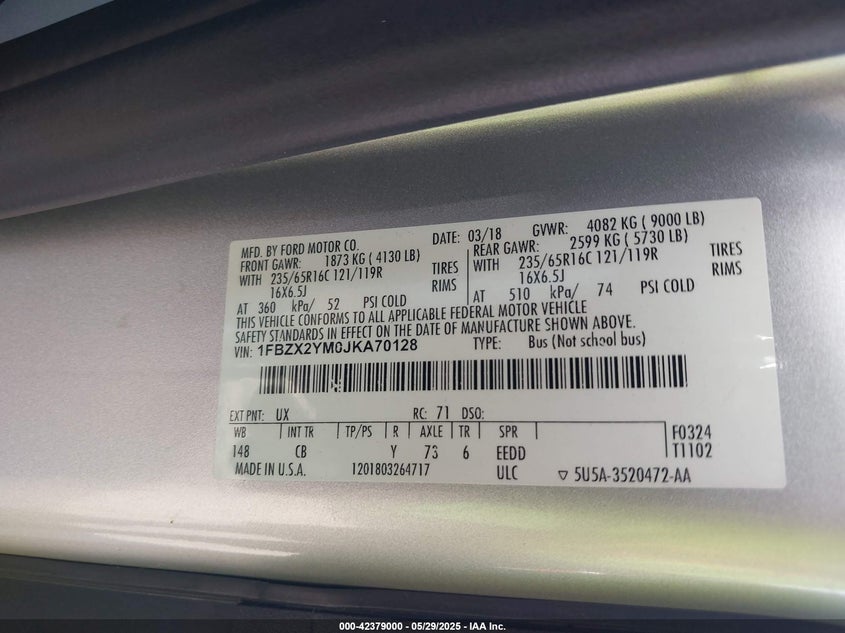 MFD. BY FORD MOTOR CO. DATE: 03/18 GVWR: 4082 KG ( 9000 LB)
FRONT GAWR: 1873 KG ( 4130 LB) REAR GAWR: 2599 KG ( 5730 LB)
WITH 235/65R16C 121/119R TIRES WITH 235/65R16C 121/119R TIRES
16X6.5J RIMS 16X6.5J RIMS
AT 360 kPa/ 52 PSI COLD AT 510 kPa/ 74 PSI COLD
THIS VEHICLE CONFORMS TO ALL APPLICABLE FEDERAL MOTOR VEHICLE
SAFETY STANDARDS IN EFFECT ON THE DATE OF MANUFACTURE SHOWN ABOVE.
VIN: 1FBZX2YM0JKA70128 TYPE: Bus (Not school bus)
EXT PNT: UX RC: 71 DSO:
WB INT TR TP/PS R AXLE TR SPR F0324
148 CB Y 73 6 EEDD T1102
MADE IN U.S.A. 1201803264717 ULC ▽ 5U5A-3520472-AA
000-42379000 - 05/29/2025 - IAA Inc.